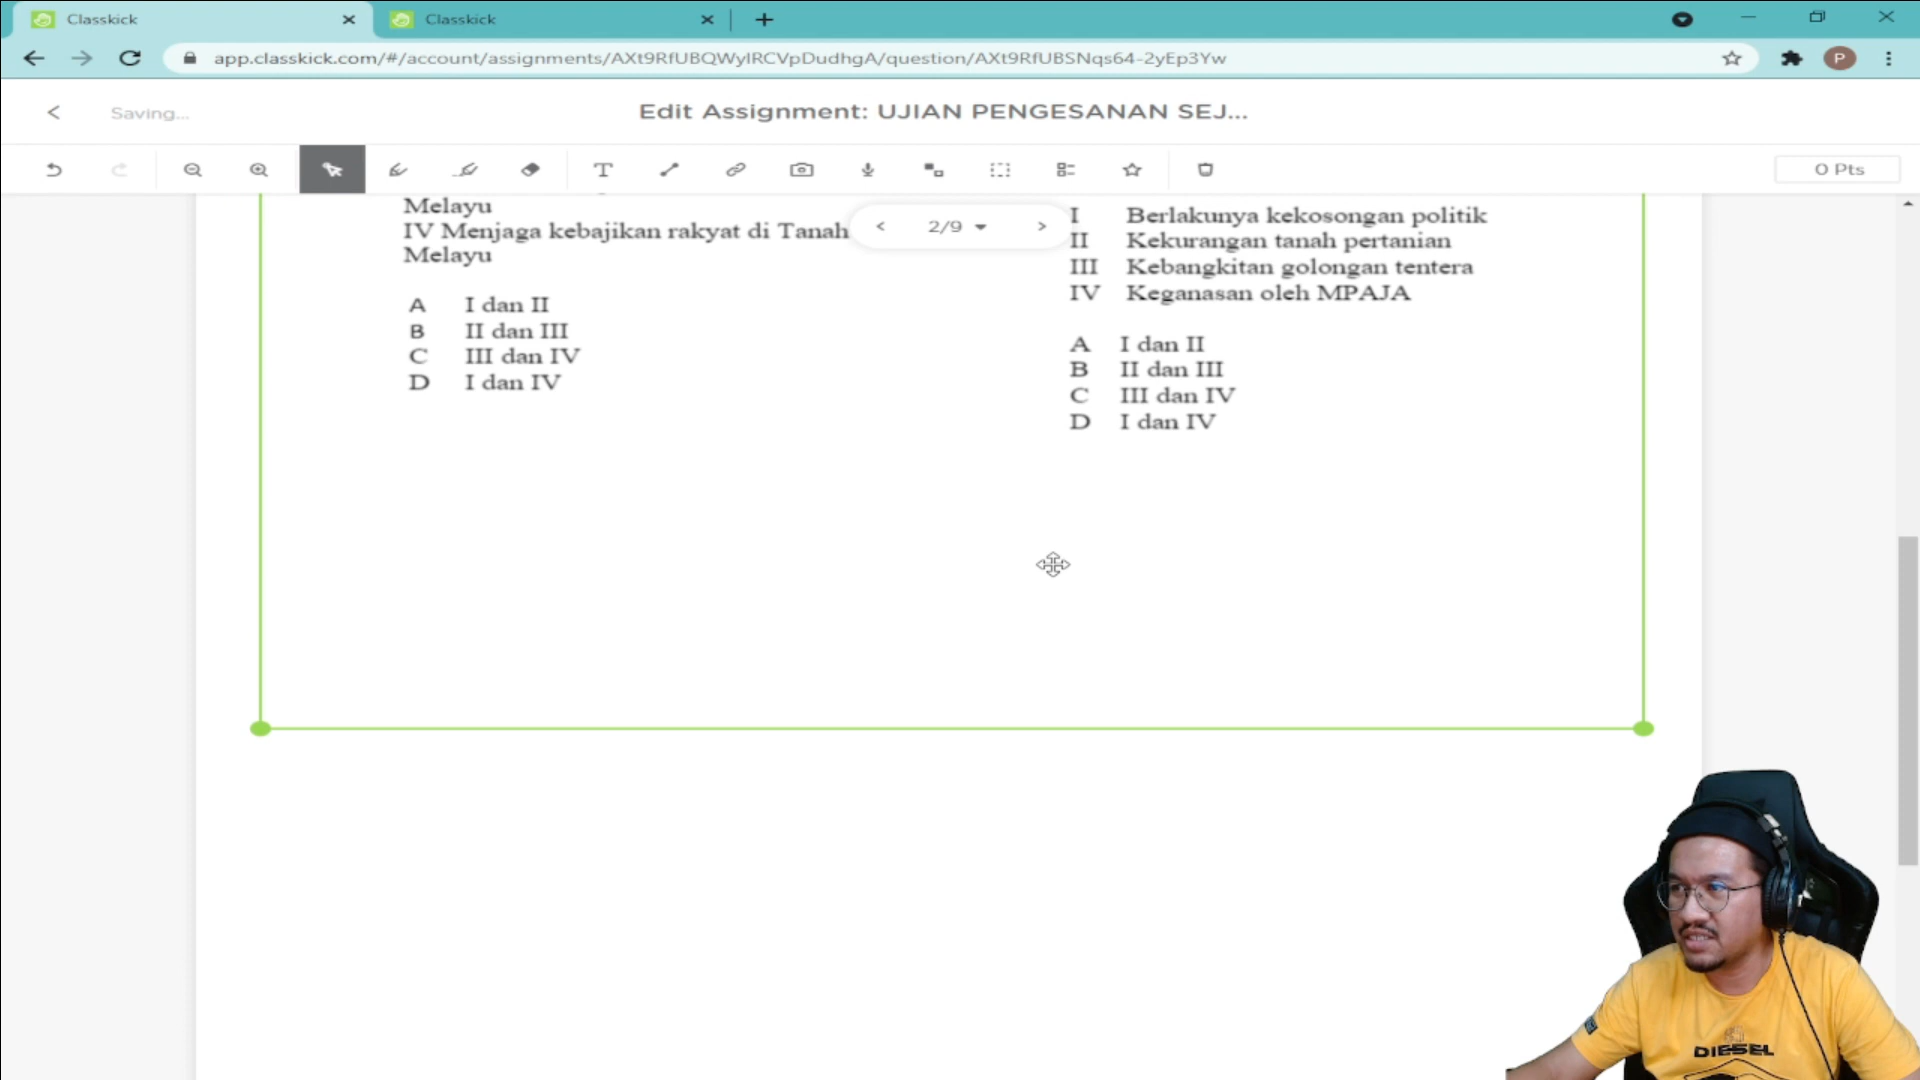 Classkick
Classkick
app.classkick.com/#/account/assignments/AXt9RfUBQWyIRCVpDudhgA/question/AXt9RfUBSNqs64-2yEp3Yw
P
Saving...
Edit Assignment: UJIAN PENGESANAN SEJ...
T
0 Pts
Melayu
IV Menjaga kebajikan rakyat di Tanah
Melayu
A I dan II
B II dan III
C III dan IV
D I dan IV
2/9
I Berlakunya kekosongan politik
II Kekurangan tanah pertanian
III Kebangkitan golongan tentera
IV Keganasan oleh MPAJA
A I dan II
B II dan III
C III dan IV
D I dan IV
DIESEL